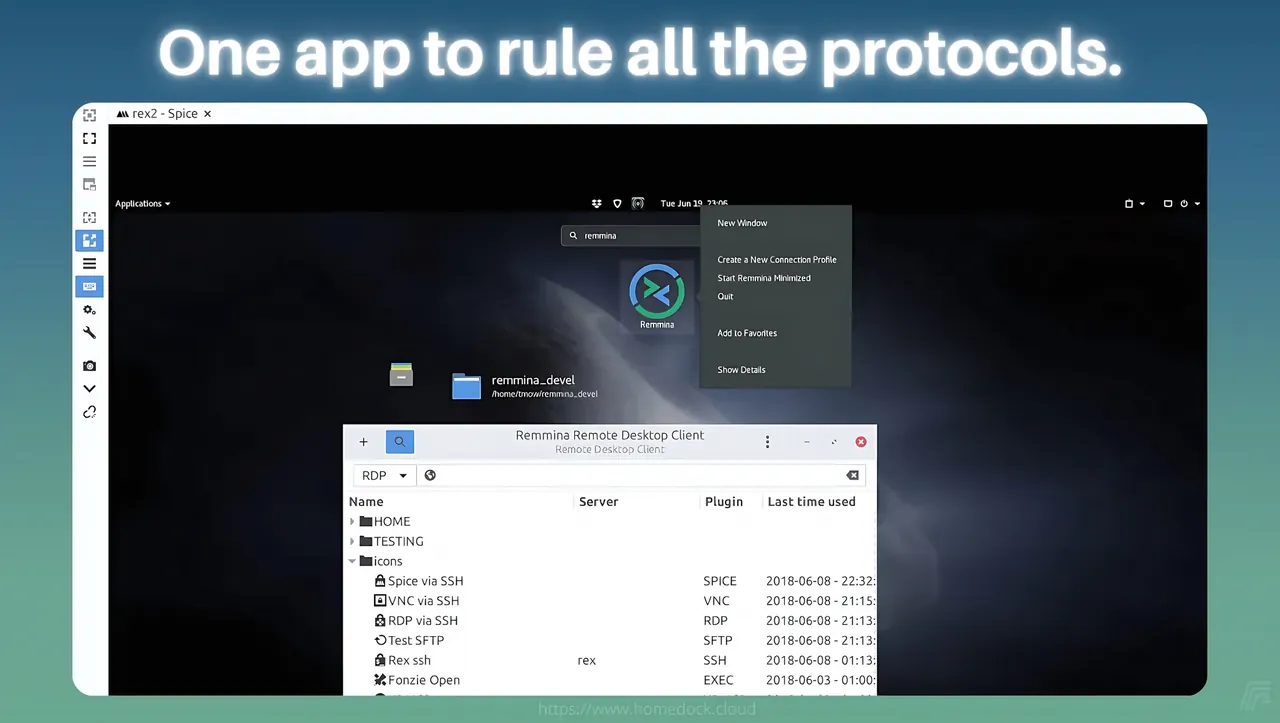 One app to rule all the protocols.
rex2 - Spice ×
Applications
Tue Jun 19, 23:06
remmina
New Window
Create a New Connection Profile
Start Remmina Minimized
Quit
Add to Favorites
Show Details
Remmina
remmina_devel
/home/tmow/remmina_devel
Remmina Remote Desktop Client
Remote Desktop Client
RDP
Name Server Plugin Last time used
HOME
TESTING
icons
Spice via SSH SPICE 2018-06-08 - 22:32:
VNC via SSH VNC 2018-06-08 - 21:15:
RDP via SSH RDP 2018-06-08 - 21:13:
Test SFTP SFTP 2018-06-08 - 21:13:
Rex ssh rex SSH 2018-06-08 - 01:13:
Fonzie Open EXEC 2018-06-03 - 01:00:
https://www.homedock.cloud